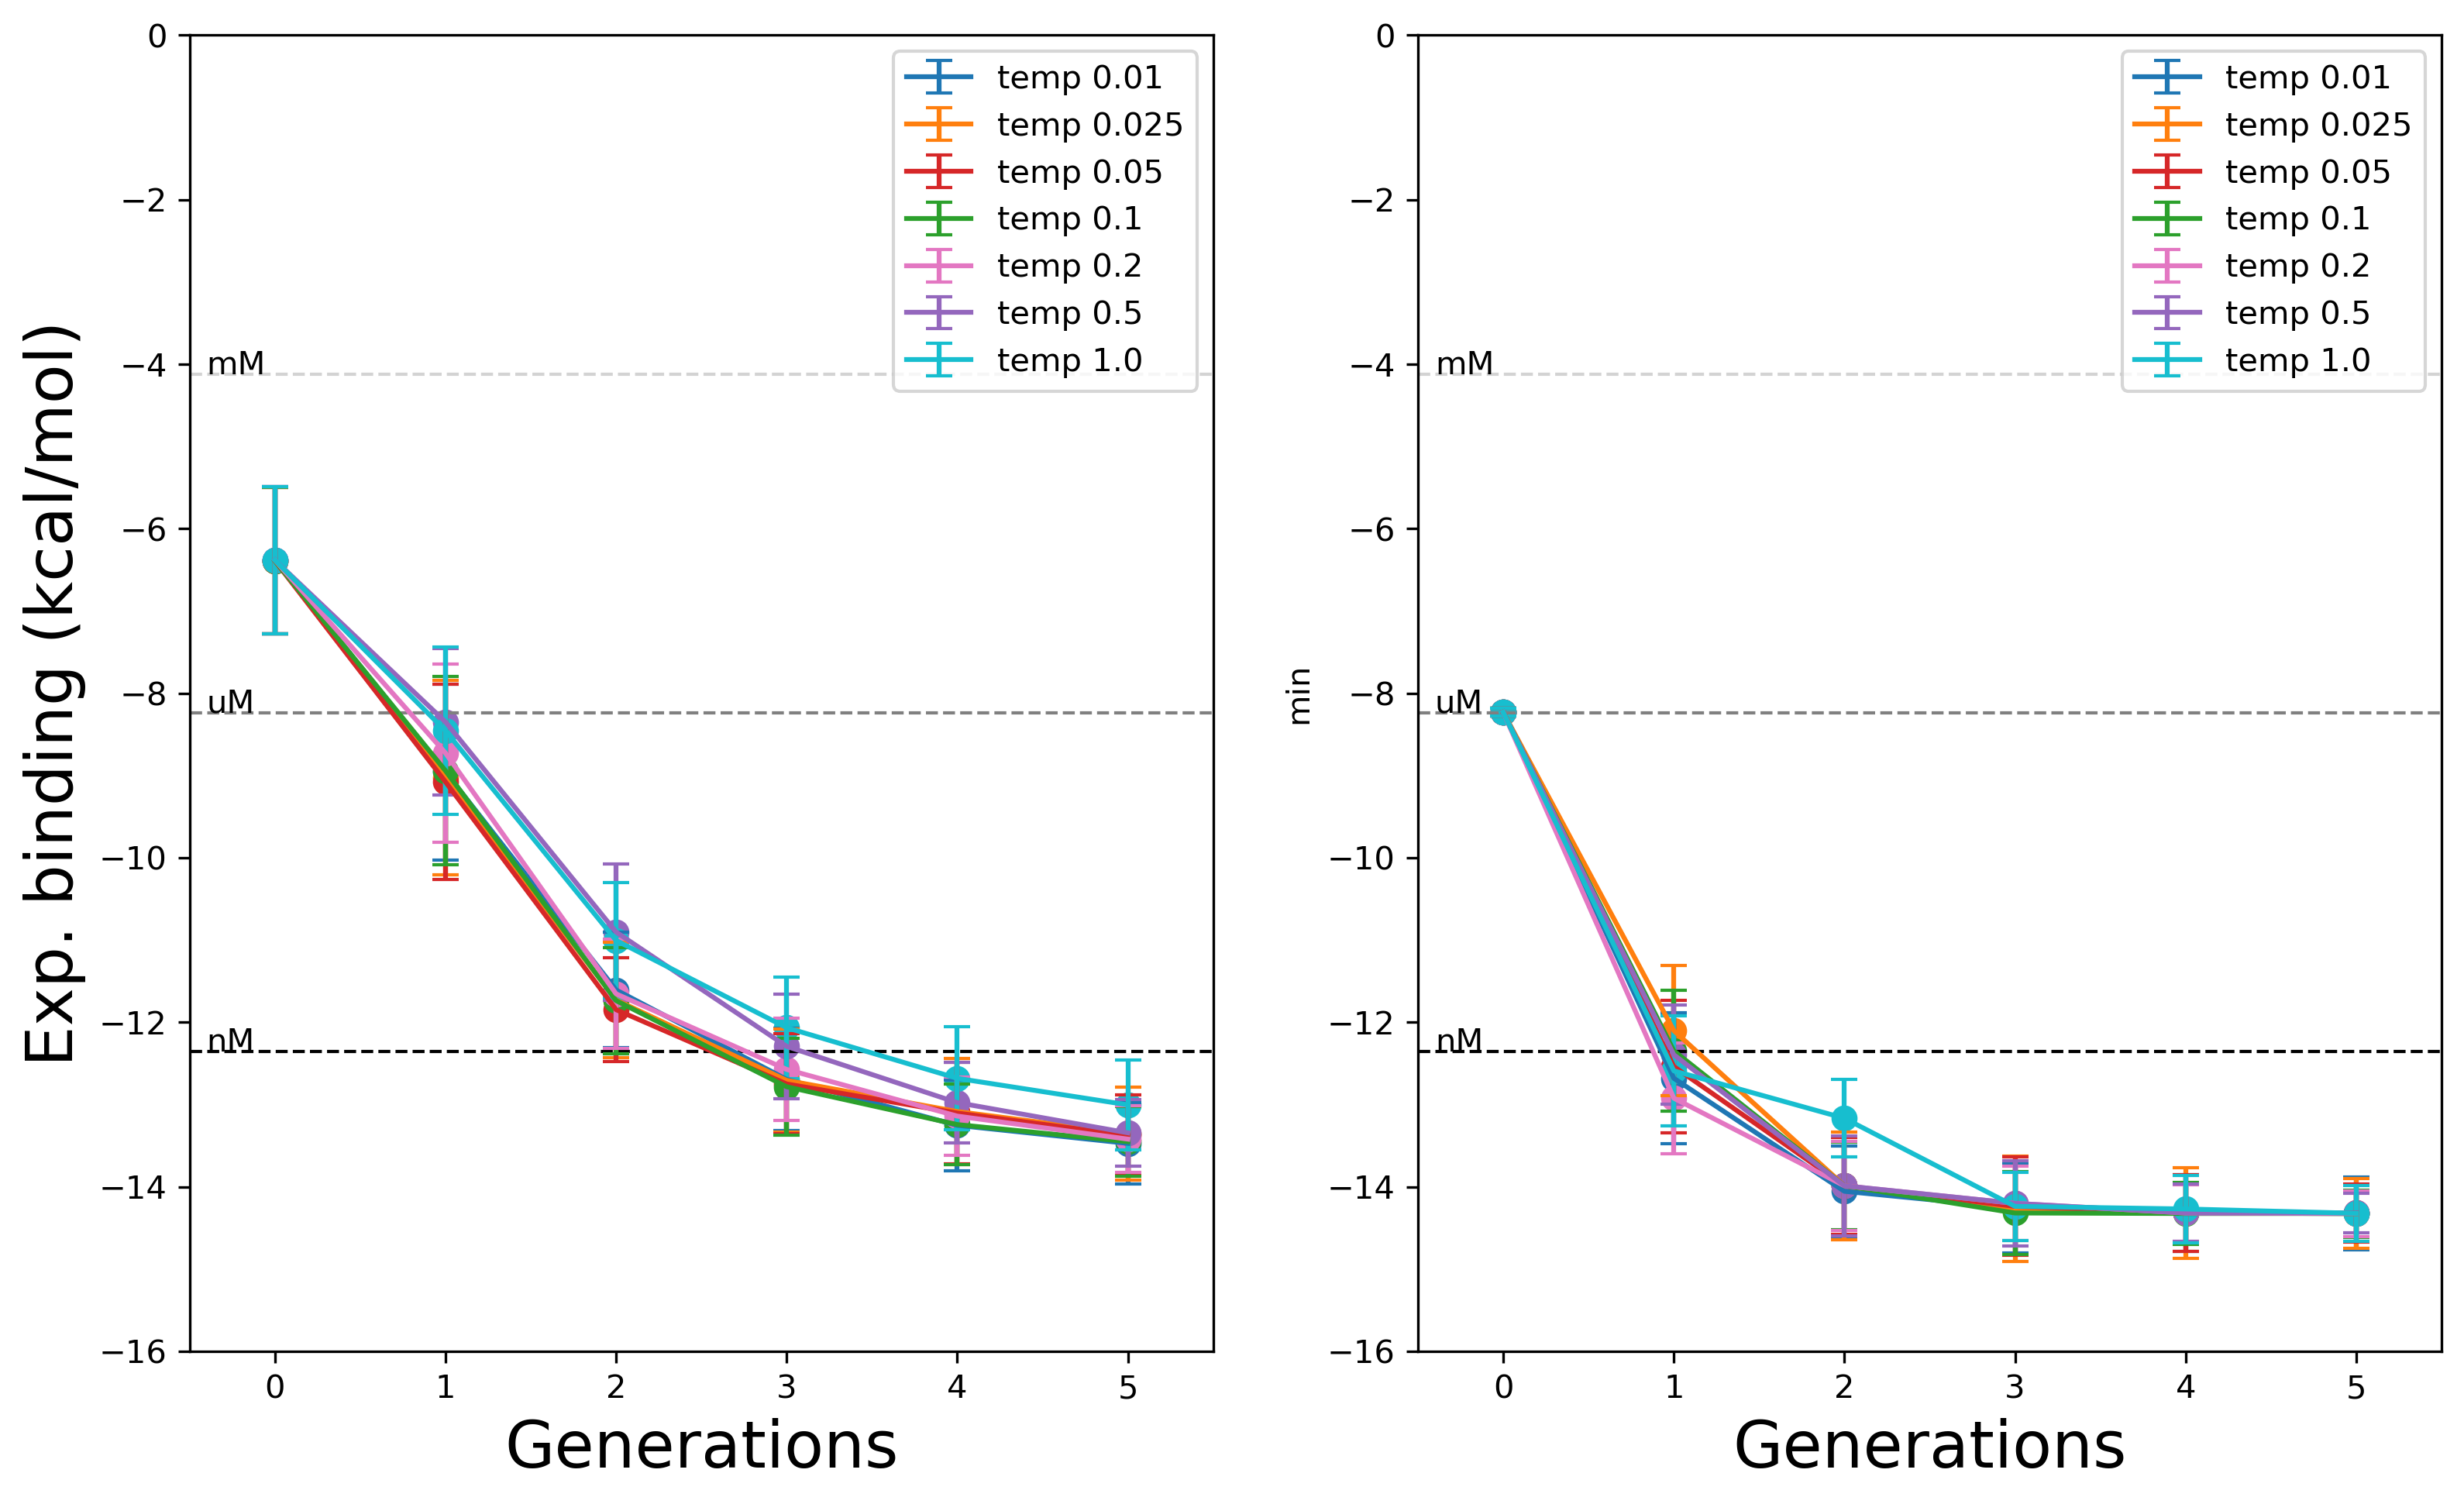 Exp. binding (kcal/mol)
0
−2
−4
−6
−8
−10
−12
−14
−16
mM
uM
nM
temp 0.01
temp 0.025
temp 0.05
temp 0.1
temp 0.2
temp 0.5
temp 1.0
0 1 2 3 4 5
Generations
min
0
−2
−4
−6
−8
−10
−12
−14
−16
mM
uM
nM
temp 0.01
temp 0.025
temp 0.05
temp 0.1
temp 0.2
temp 0.5
temp 1.0
0 1 2 3 4 5
Generations